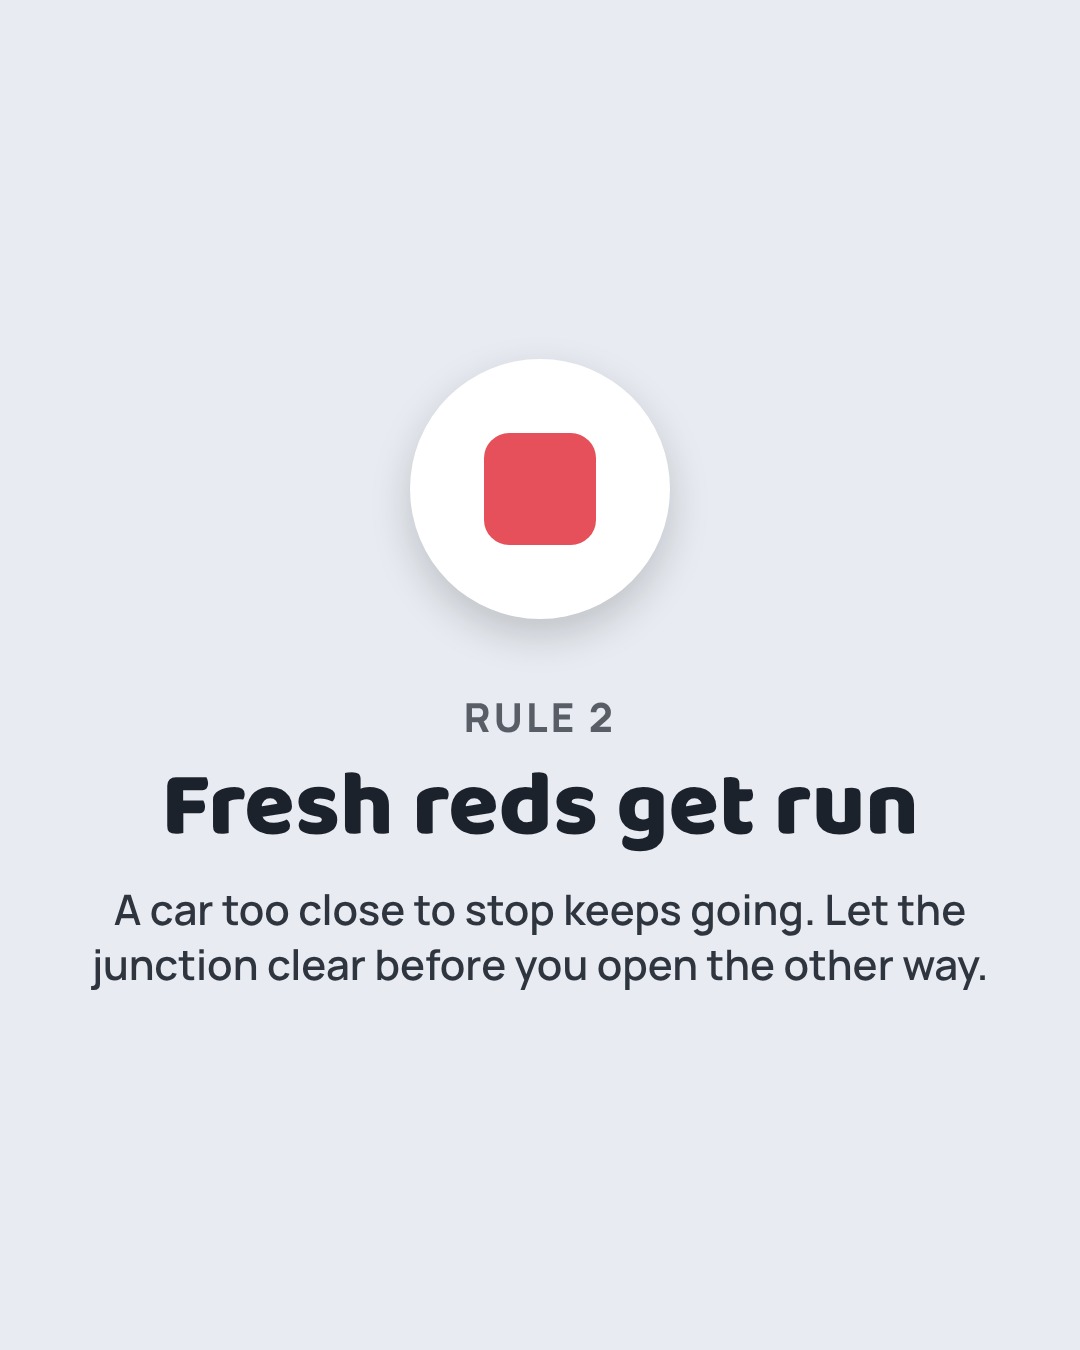 RULE 2
Fresh reds get run
A car too close to stop keeps going. Let the
junction clear before you open the other way.